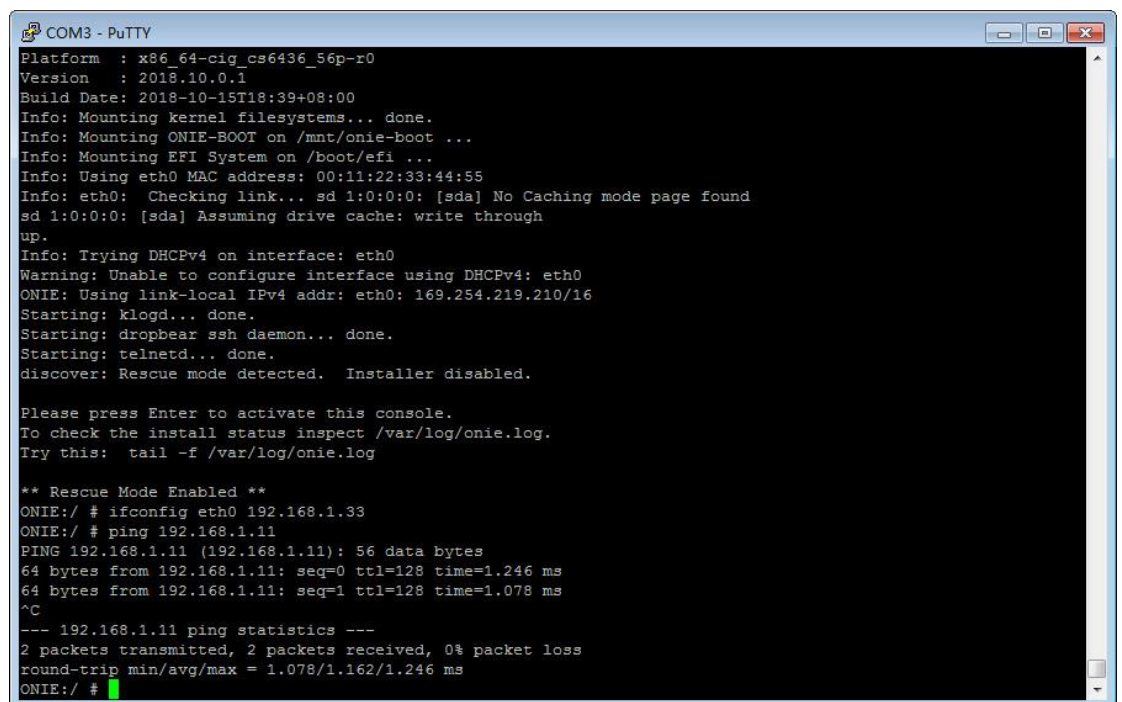 COM3 - PuTTY
Platform  : x86_64-cig_cs6436_56p-r0
Version   : 2018.10.0.1
Build Date: 2018-10-15T18:39+08:00
Info: Mounting kernel filesystems... done.
Info: Mounting ONIE-BOOT on /mnt/onie-boot ...
Info: Mounting EFI System on /boot/efi ...
Info: Using eth0 MAC address: 00:11:22:33:44:55
Info: eth0:  Checking link... sd 1:0:0:0: [sda] No Caching mode page found
sd 1:0:0:0: [sda] Assuming drive cache: write through
up.
Info: Trying DHCPv4 on interface: eth0
Warning: Unable to configure interface using DHCPv4: eth0
ONIE: Using link-local IPv4 addr: eth0: 169.254.219.210/16
Starting: klogd... done.
Starting: dropbear ssh daemon... done.
Starting: telnetd... done.
discover: Rescue mode detected.  Installer disabled.
Please press Enter to activate this console.
To check the install status inspect /var/log/onie.log.
Try this:  tail -f /var/log/onie.log
** Rescue Mode Enabled **
ONIE:/ # ifconfig eth0 192.168.1.33
ONIE:/ # ping 192.168.1.11
PING 192.168.1.11 (192.168.1.11): 56 data bytes
64 bytes from 192.168.1.11: seq=0 ttl=128 time=1.246 ms
64 bytes from 192.168.1.11: seq=1 ttl=128 time=1.078 ms
^C
--- 192.168.1.11 ping statistics ---
2 packets transmitted, 2 packets received, 0% packet loss
round-trip min/avg/max = 1.078/1.162/1.246 ms
ONIE:/ #